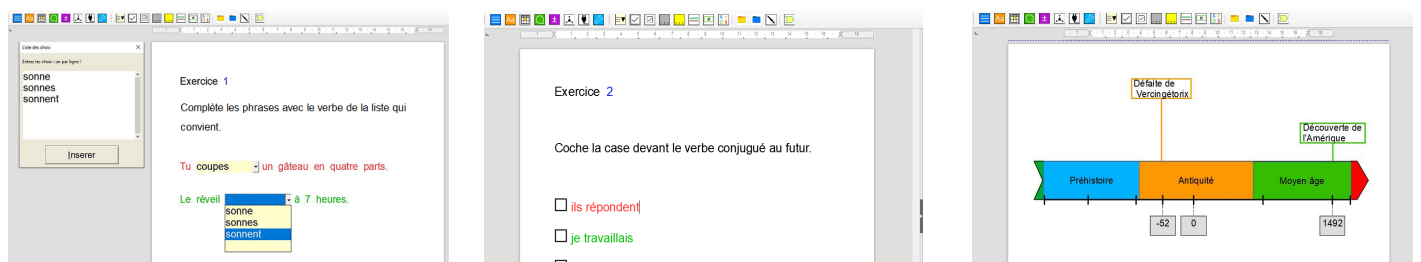 Liste des choix
Entrez les choix : un par ligne !
sonne
sonnes
sonnent
Insérer
Exercice 1
Complète les phrases avec le verbe de la liste qui
convient.
Tu coupes un gâteau en quatre parts.
Le réveil à 7 heures.
sonne
sonnes
sonnent
Exercice 2
Coche la case devant le verbe conjugué au futur.
ils répondent
je travaillais
Défaite de
Vercingétorix
Découverte de
l'Amérique
Préhistoire
Antiquité
Moyen âge
-52
0
1492